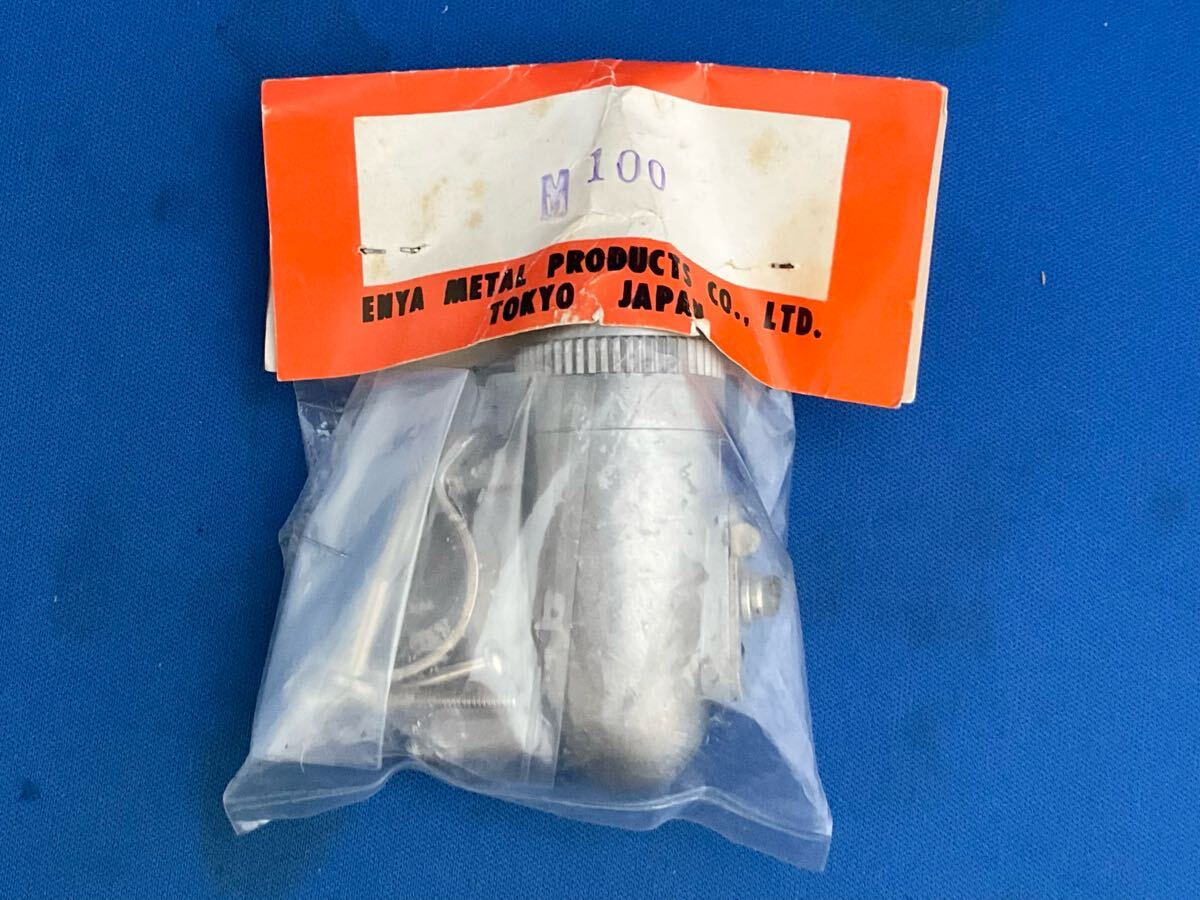 M 100
ENYA METAL PRODUCTS CO., LTD.
TOKYO JAPAN